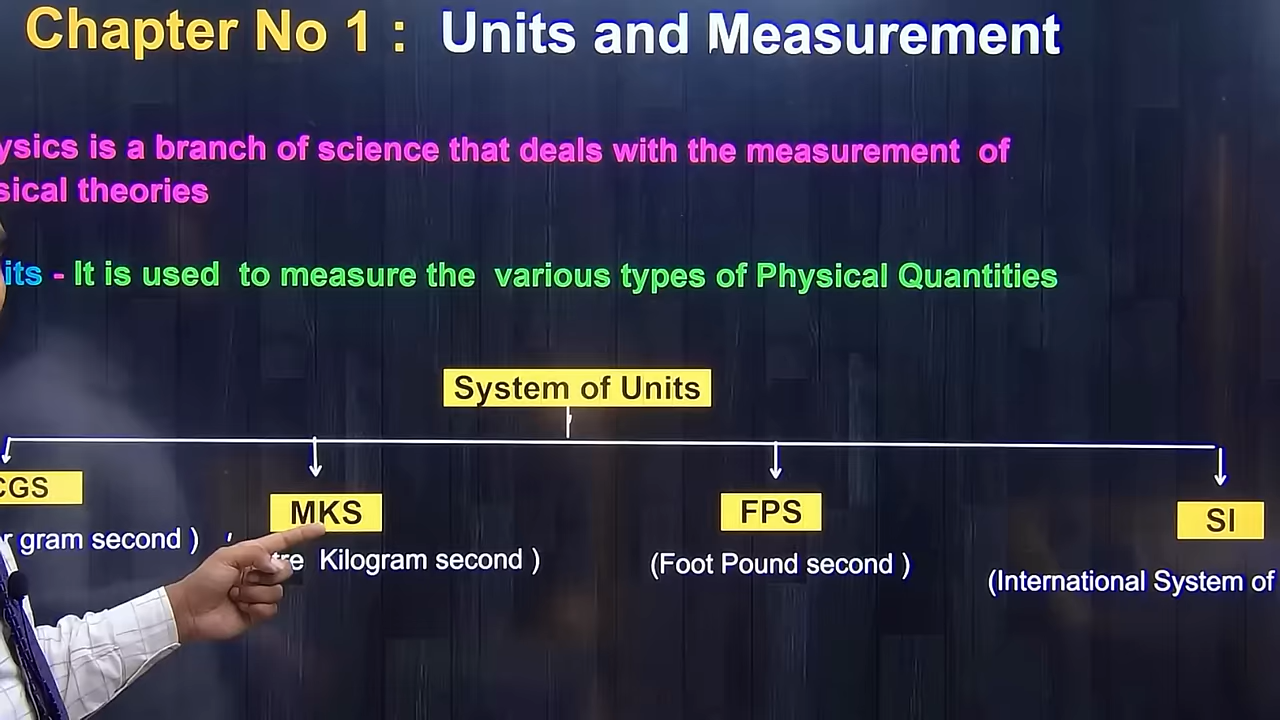 Chapter No 1 : Units and Measurement
ysics is a branch of science that deals with the measurement of
sical theories
its - It is used to measure the various types of Physical Quantities
System of Units
CGS
MKS
FPS
SI
r gram second )
tre Kilogram second )
(Foot Pound second )
(International System of